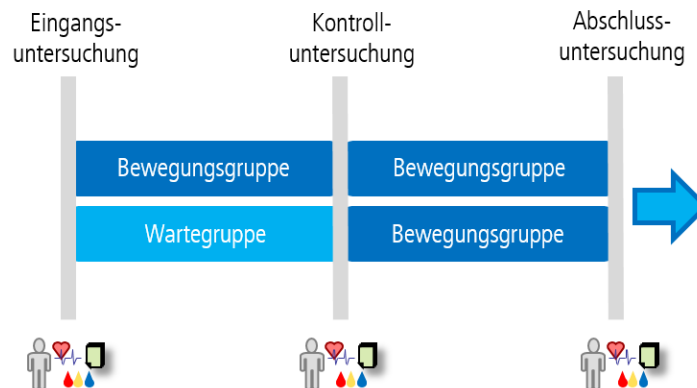 Eingangs-
untersuchung
Kontroll-
untersuchung
Abschluss-
untersuchung
Bewegungsgruppe
Bewegungsgruppe
Wartegruppe
Bewegungsgruppe